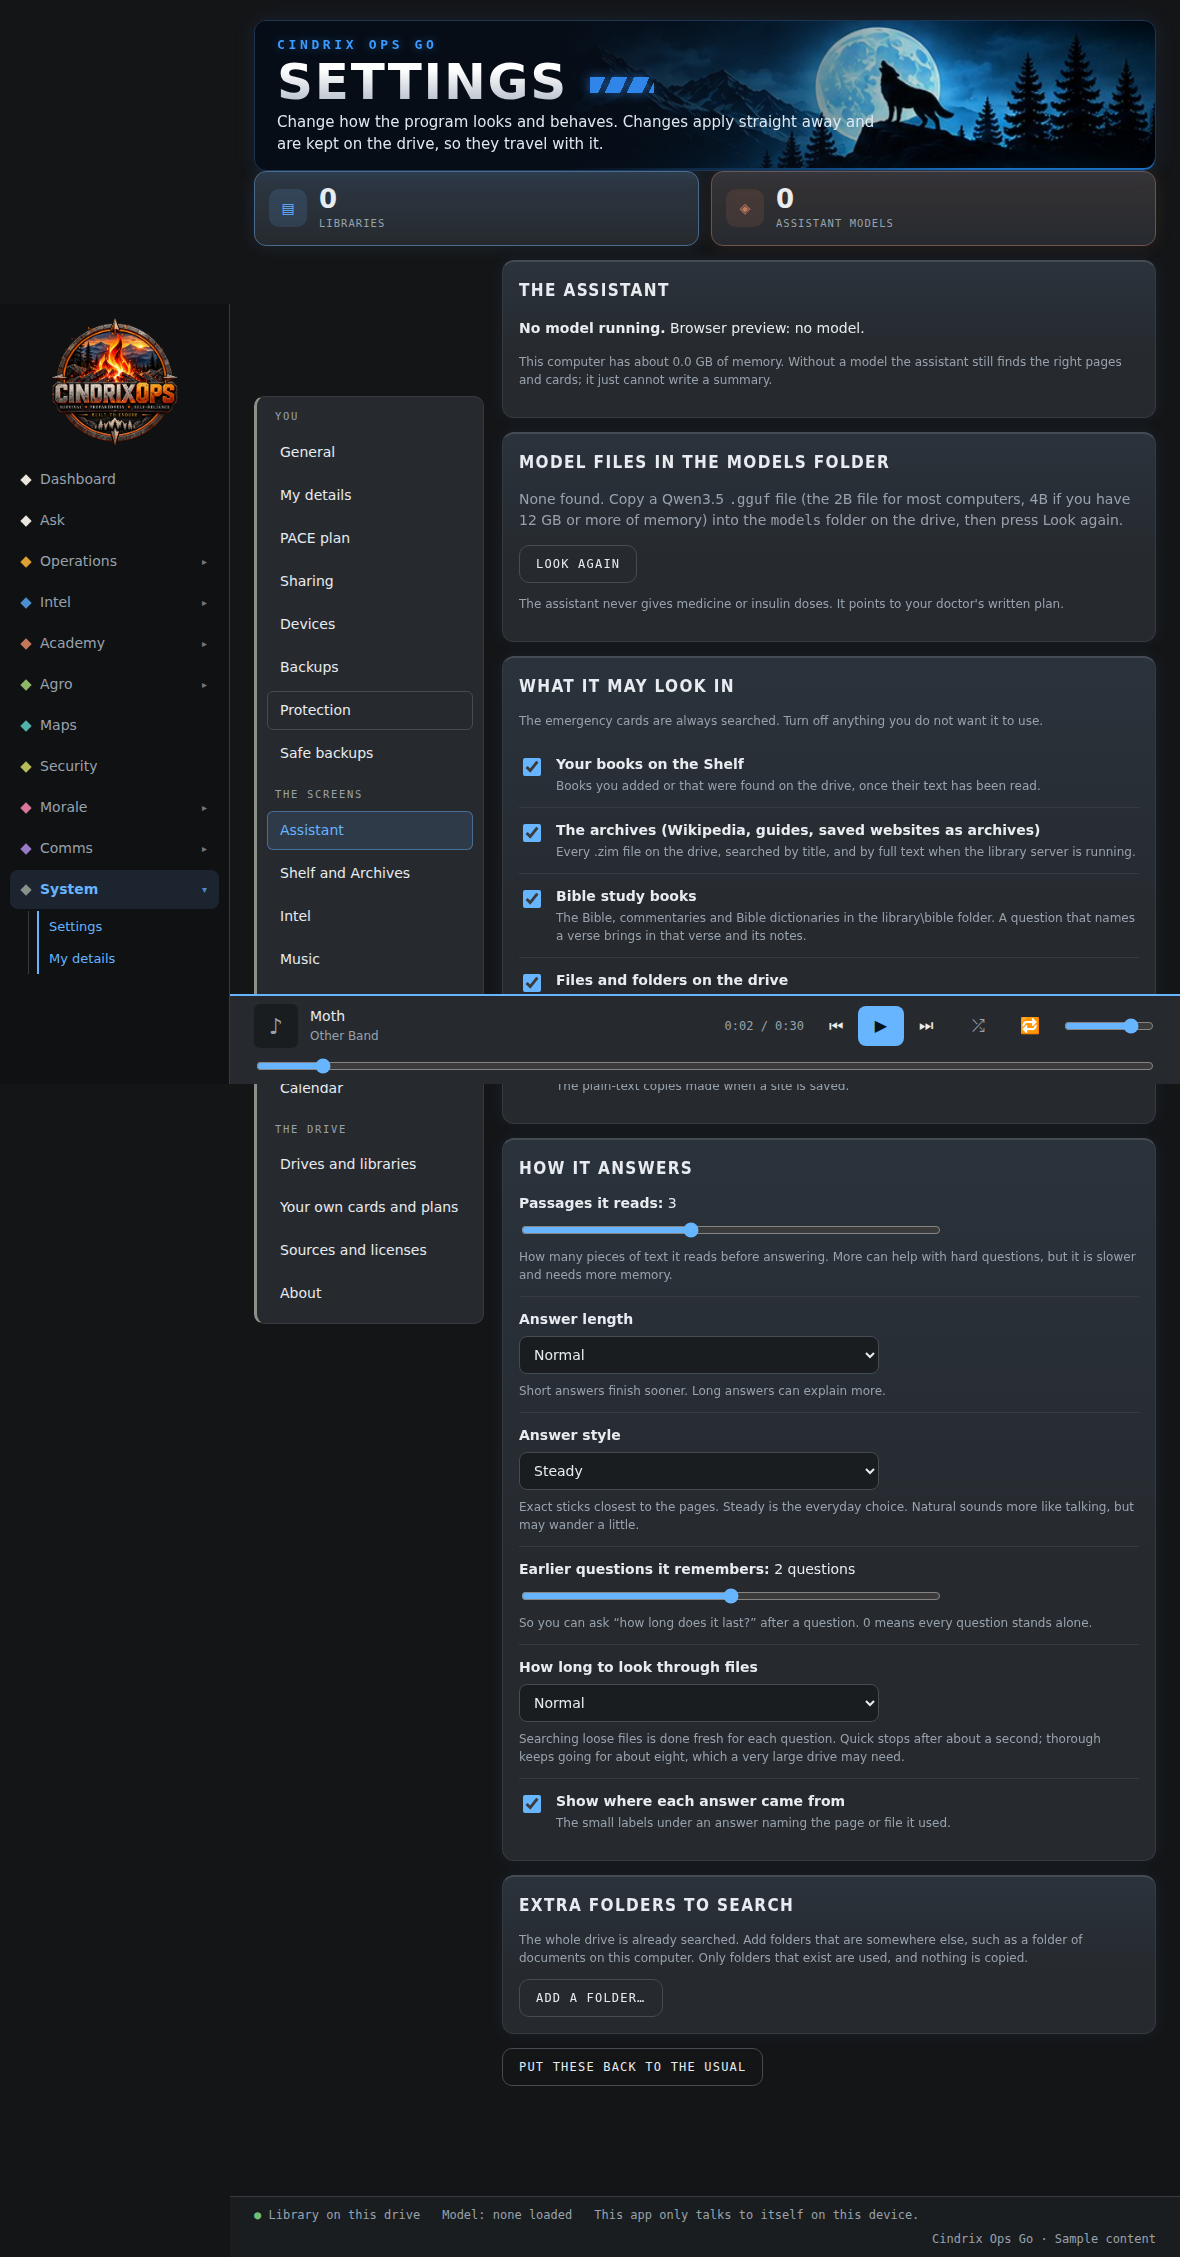 CINDRIX OPS GO
SETTINGS
Change how the program looks and behaves. Changes apply straight away and
are kept on the drive, so they travel with it.
0
LIBRARIES
0
ASSISTANT MODELS
CINDRIXOPS
SURVIVAL • PREPAREDNESS • SELF-RELIANCE
BUILT TO ENDURE
Dashboard
Ask
Operations
Intel
Academy
Agro
Maps
Security
Morale
Comms
System
Settings
My details
YOU
General
My details
PACE plan
Sharing
Devices
Backups
Protection
Safe backups
THE SCREENS
Assistant
Shelf and Archives
Intel
Music
Calendar
THE DRIVE
Drives and libraries
Your own cards and plans
Sources and licenses
About
THE ASSISTANT
No model running. Browser preview: no model.
This computer has about 0.0 GB of memory. Without a model the assistant still finds the right pages
and cards; it just cannot write a summary.
MODEL FILES IN THE MODELS FOLDER
None found. Copy a Qwen3.5 .gguf file (the 2B file for most computers, 4B if you have
12 GB or more of memory) into the models folder on the drive, then press Look again.
LOOK AGAIN
The assistant never gives medicine or insulin doses. It points to your doctor's written plan.
WHAT IT MAY LOOK IN
The emergency cards are always searched. Turn off anything you do not want it to use.
Your books on the Shelf
Books you added or that were found on the drive, once their text has been read.
The archives (Wikipedia, guides, saved websites as archives)
Every .zim file on the drive, searched by title, and by full text when the library server is running.
Bible study books
The Bible, commentaries and Bible dictionaries in the library\bible folder. A question that names
a verse brings in that verse and its notes.
Files and folders on the drive
Moth
Other Band
0:02 / 0:30
The plain-text copies made when a site is saved.
HOW IT ANSWERS
Passages it reads: 3
How many pieces of text it reads before answering. More can help with hard questions, but it is slower
and needs more memory.
Answer length
Normal
Short answers finish sooner. Long answers can explain more.
Answer style
Steady
Exact sticks closest to the pages. Steady is the everyday choice. Natural sounds more like talking, but
may wander a little.
Earlier questions it remembers: 2 questions
So you can ask “how long does it last?” after a question. 0 means every question stands alone.
How long to look through files
Normal
Searching loose files is done fresh for each question. Quick stops after about a second; thorough
keeps going for about eight, which a very large drive may need.
Show where each answer came from
The small labels under an answer naming the page or file it used.
EXTRA FOLDERS TO SEARCH
The whole drive is already searched. Add folders that are somewhere else, such as a folder of
documents on this computer. Only folders that exist are used, and nothing is copied.
ADD A FOLDER…
PUT THESE BACK TO THE USUAL
Library on this drive Model: none loaded This app only talks to itself on this device.
Cindrix Ops Go · Sample content